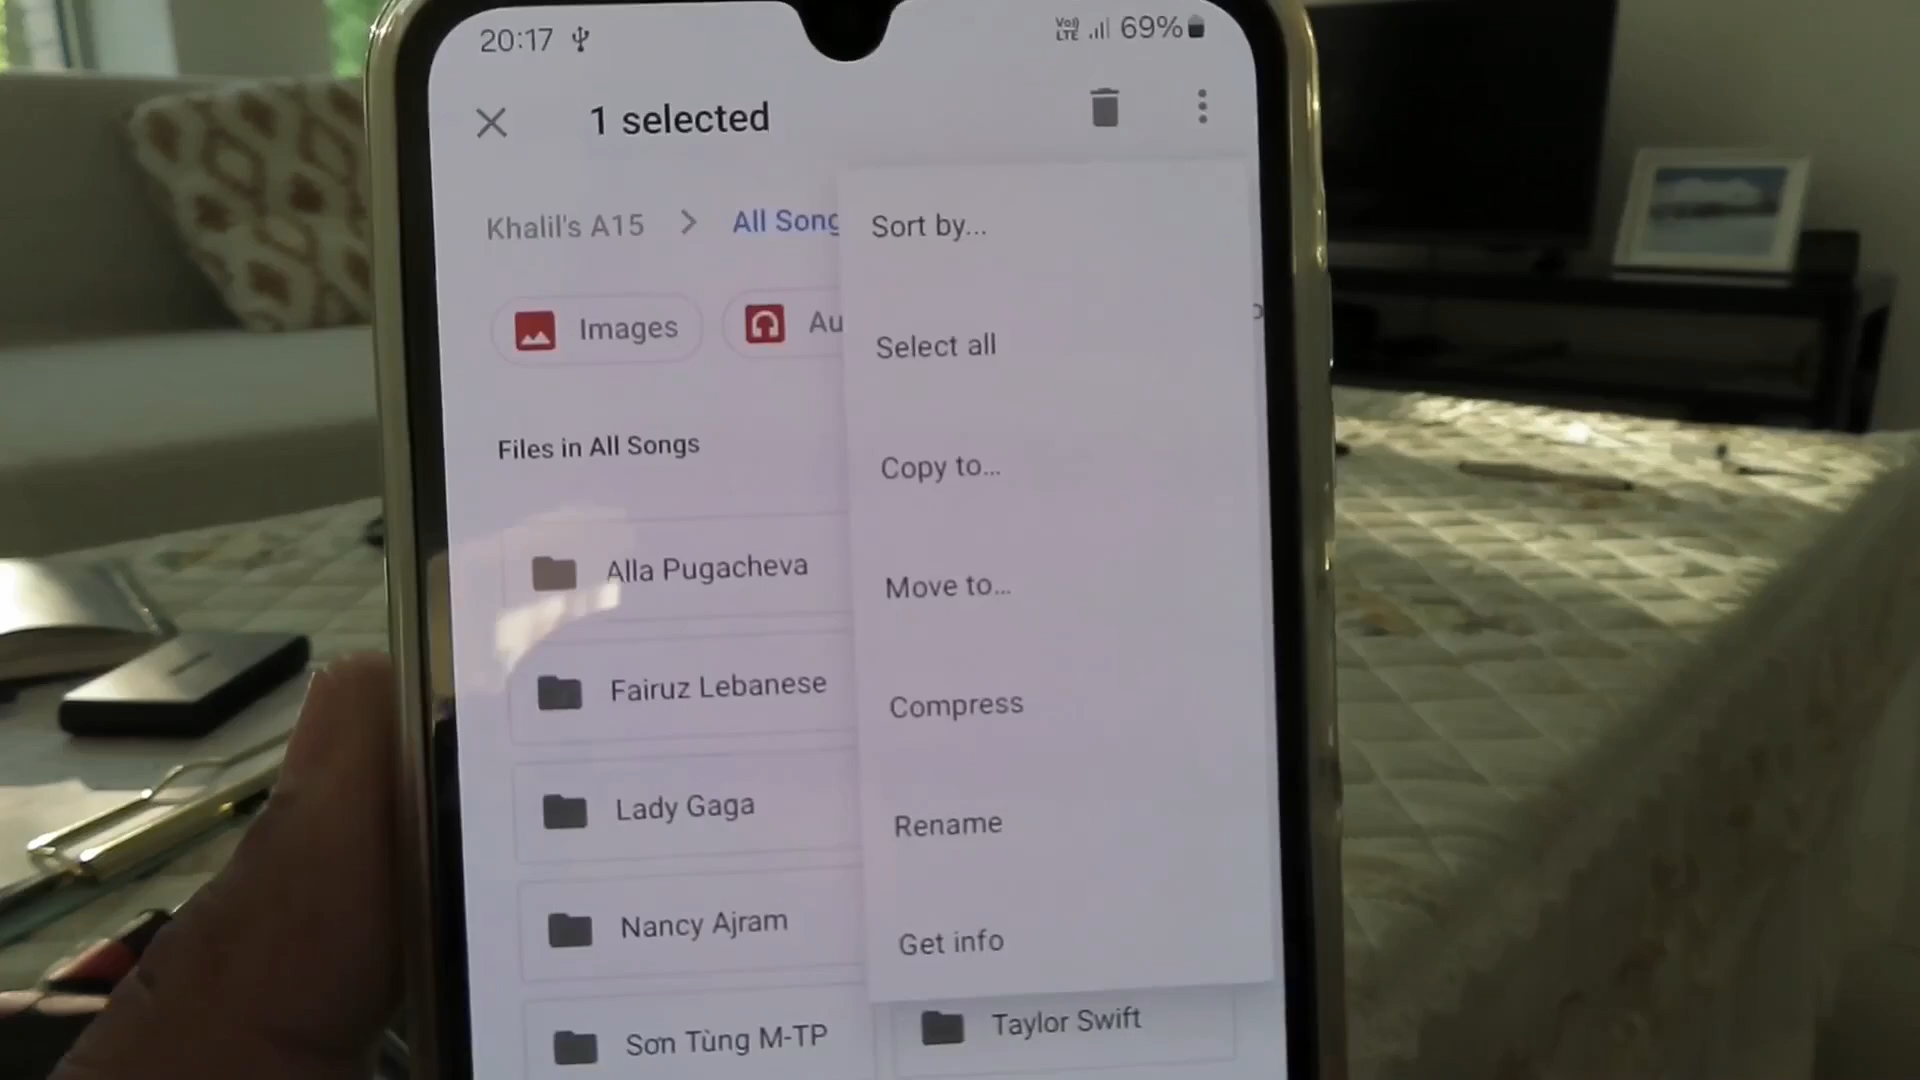 20:17
Vo) LTE 69%
1 selected
Khalil's A15 > All Song
Sort by...
Images
Au
Select all
Files in All Songs
Copy to...
Alla Pugacheva
Move to...
Fairuz Lebanese
Compress
Lady Gaga
Rename
Nancy Ajram
Get info
Sơn Tùng M-TP
Taylor Swift